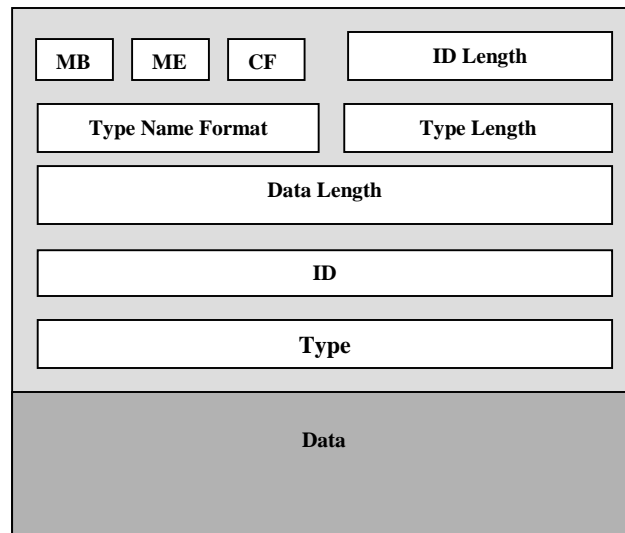 MB ME CF ID Length
Type Name Format Type Length
Data Length
ID
Type
Data